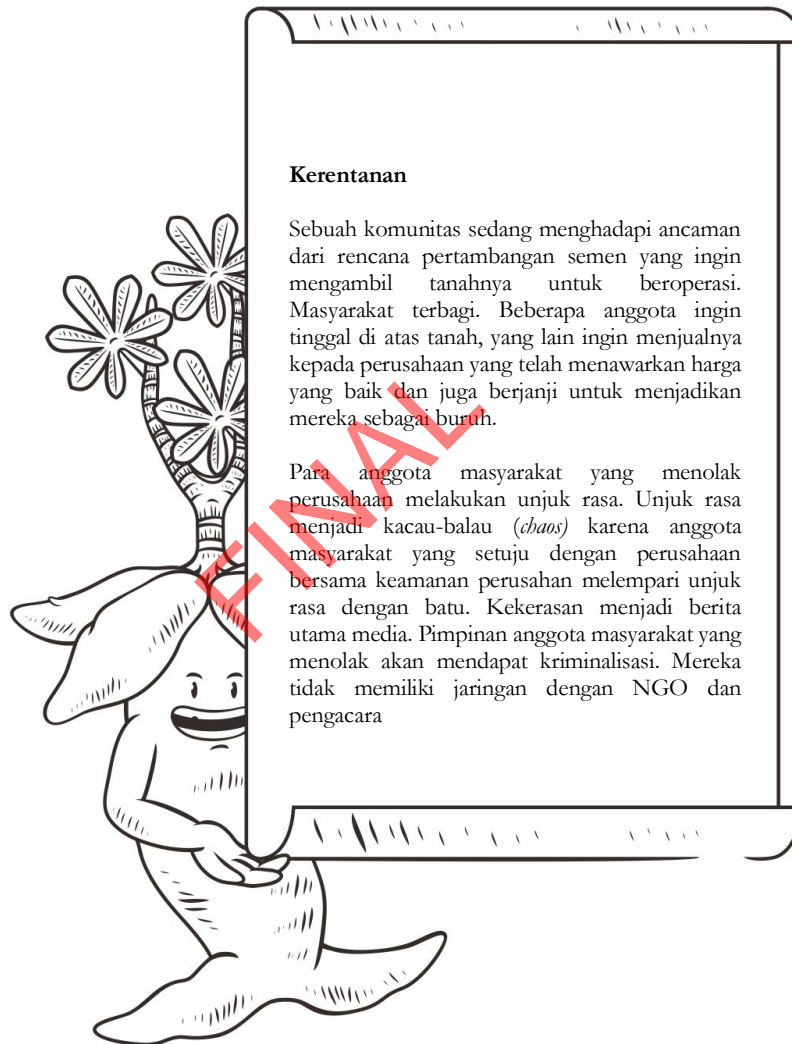 Kerentanan
Sebuah komunitas sedang menghadapi ancaman
dari rencana pertambangan semen yang ingin
mengambil tanahnya untuk beroperasi.
Masyarakat terbagi. Beberapa anggota ingin
tinggal di atas tanah, yang lain ingin menjualnya
kepada perusahaan yang telah menawarkan harga
yang baik dan juga berjanji untuk menjadikan
mereka sebagai buruh.
Para anggota masyarakat yang menolak
perusahaan melakukan unjuk rasa. Unjuk rasa
menjadi kacau-balau (chaos) karena anggota
masyarakat yang setuju dengan perusahaan
bersama keamanan perusahan melempari unjuk
rasa dengan batu. Kekerasan menjadi berita
utama media. Pimpinan anggota masyarakat yang
menolak akan mendapat kriminalisasi. Mereka
tidak memiliki jaringan dengan NGO dan
pengacara
FINAL